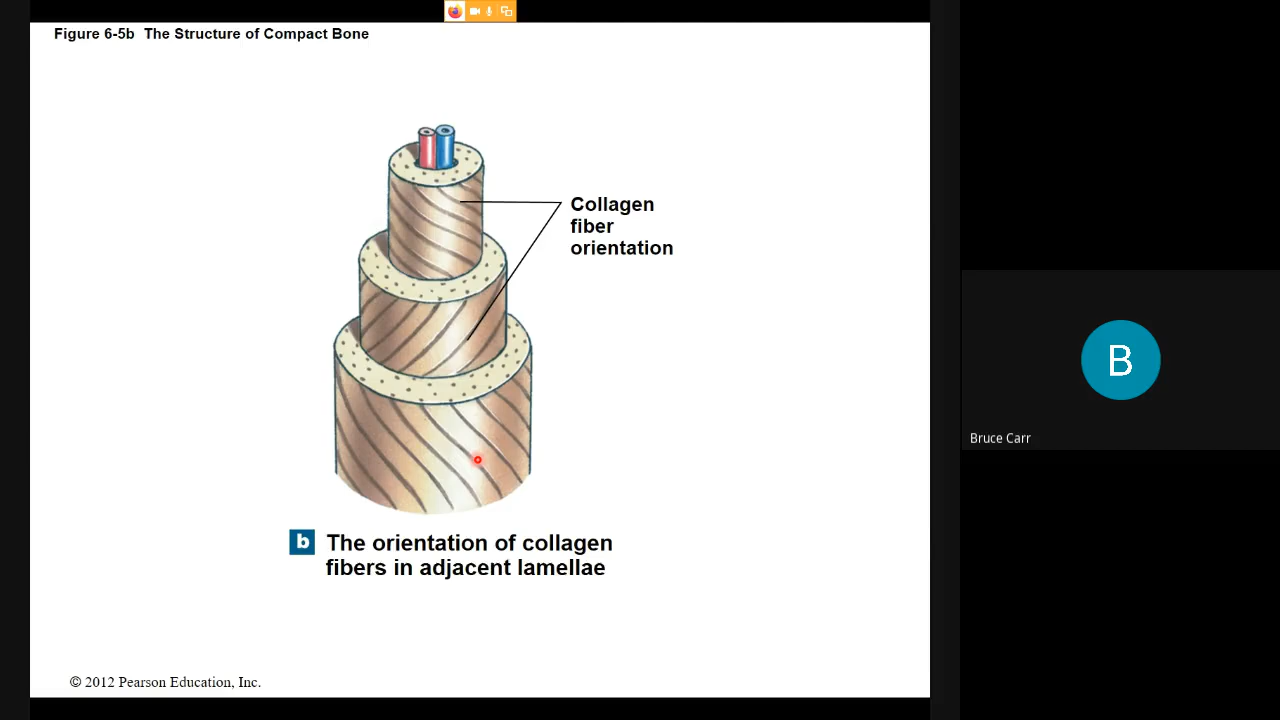 Figure 6-5b The Structure of Compact Bone
Collagen
fiber
orientation
b The orientation of collagen
fibers in adjacent lamellae
© 2012 Pearson Education, Inc.
B
Bruce Carr